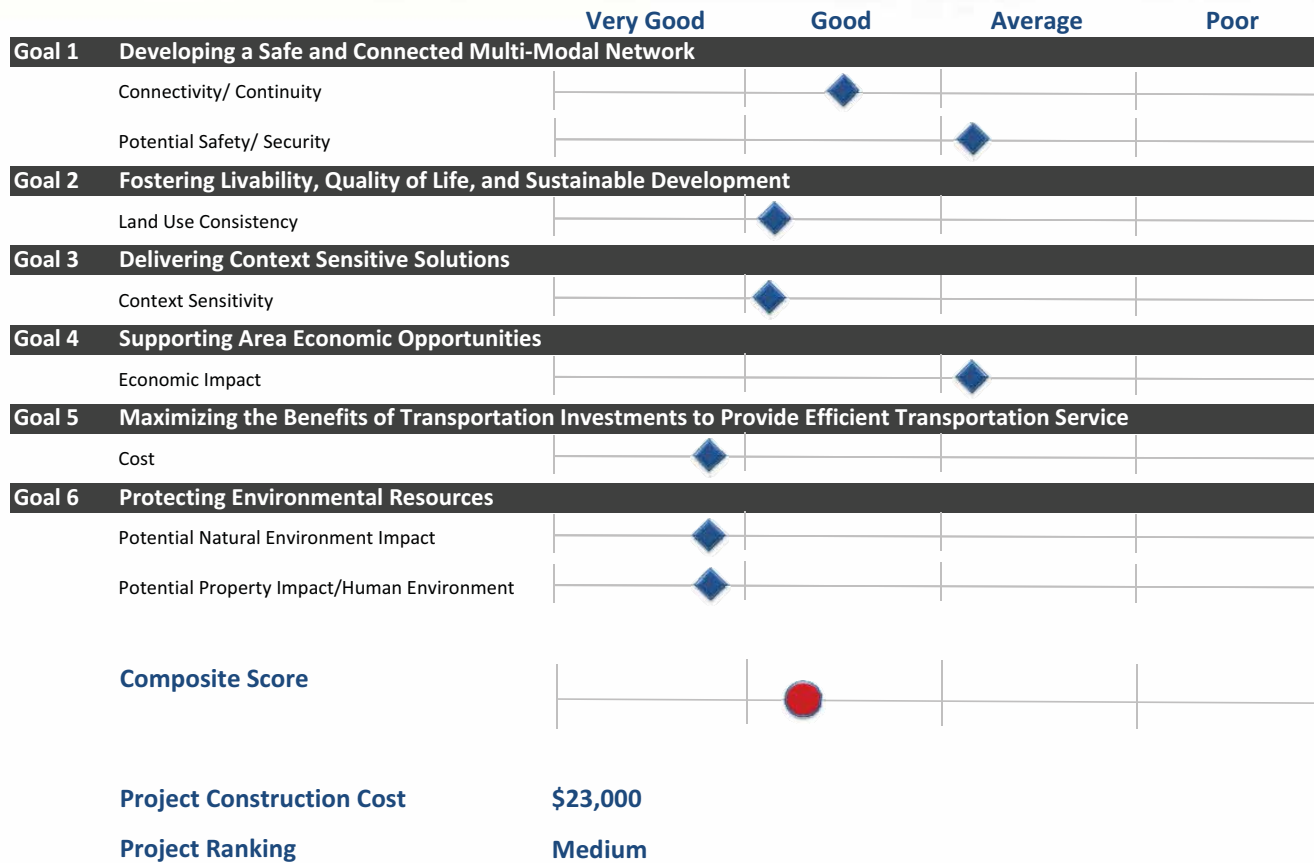 Very Good Good Average Poor
Goal 1 Developing a Safe and Connected Multi-Modal Network
Connectivity/ Continuity
Potential Safety/ Security
Goal 2 Fostering Livability, Quality of Life, and Sustainable Development
Land Use Consistency
Goal 3 Delivering Context Sensitive Solutions
Context Sensitivity
Goal 4 Supporting Area Economic Opportunities
Economic Impact
Goal 5 Maximizing the Benefits of Transportation Investments to Provide Efficient Transportation Service
Cost
Goal 6 Protecting Environmental Resources
Potential Natural Environment Impact
Potential Property Impact/Human Environment
Composite Score
Project Construction Cost $23,000
Project Ranking Medium